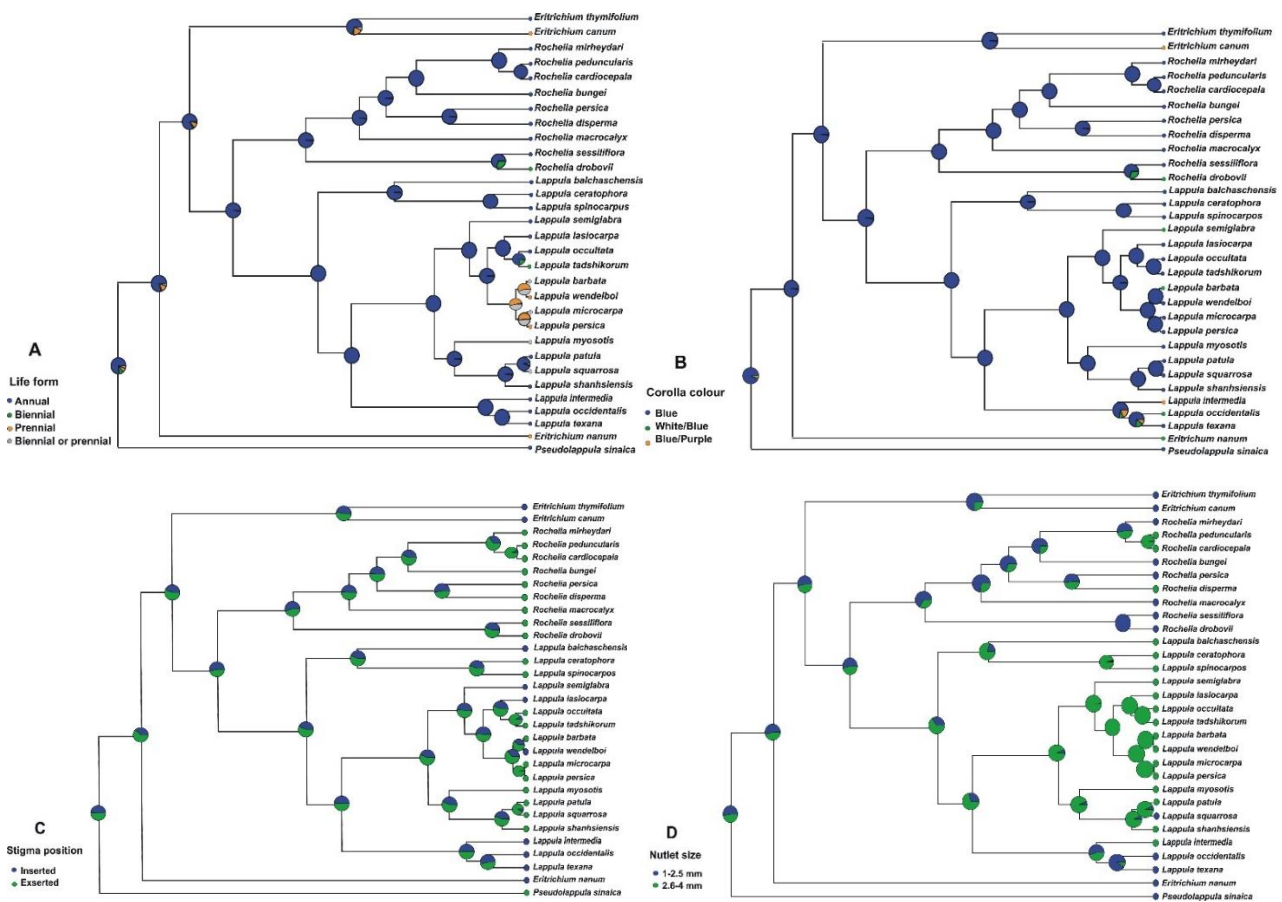 Eritrichium thymifolium
Eritrichium canum
Rochelia mirheydari
Rochelia peduncularis
Rochelia cardiocepala
Rochelia bungei
Rochelia persica
Rochelia disperma
Rochelia macrocalyx
Rochelia sessiliflora
Rochelia drobovii
Lappula balchaschensis
Lappula ceratophora
Lappula spinocarpus
Lappula semiglabra
Lappula lasiocarpa
Lappula occultata
Lappula tadshikorum
Lappula barbata
Lappula wendelboi
Lappula microcarpa
Lappula persica
Lappula myosotis
Lappula patula
Lappula squarrosa
Lappula shanhsiensis
Lappula intermedia
Lappula occidentalis
Lappula texana
Eritrichium nanum
Pseudolappula sinaica
A
Life form
Annual
Biennial
Prennial
Biennial or prennial
Eritrichium thymifolium
Eritrichium canum
Rochelia mirheydari
Rochelia peduncularis
Rochelia cardiocepala
Rochelia bungei
Rochelia persica
Rochelia disperma
Rochelia macrocalyx
Rochelia sessiliflora
Rochelia drobovii
Lappula balchaschensis
Lappula ceratophora
Lappula spinocarpos
Lappula semiglabra
Lappula lasiocarpa
Lappula occultata
Lappula tadshikorum
Lappula barbata
Lappula wendelboi
Lappula microcarpa
Lappula persica
Lappula myosotis
Lappula patula
Lappula squarrosa
Lappula shanhsiensis
Lappula intermedia
Lappula occidentalis
Lappula texana
Eritrichum nanum
Pseudolappula sinaica
B
Corolla colour
Blue
White/Blue
Blue/Purple
Eritrichium thymifolium
Eritrichium canum
Rochelia mirheydari
Rochelia peduncularis
Rochelia cardiocepala
Rochelia bungei
Rochelia persica
Rochelia disperma
Rochelia macrocalyx
Rochelia sessiliflora
Rochelia drobovii
Lappula balchaschensis
Lappula ceratophora
Lappula spinocarpos
Lappula semiglabra
Lappula lasiocarpa
Lappula occultata
Lappula tadshikorum
Lappula barbata
Lappula wendelboi
Lappula microcarpa
Lappula persica
Lappula myosotis
Lappula patula
Lappula squarrosa
Lappula shanhsiensis
Lappula intermedia
Lappula occidentalis
Lappula texana
Eritrichium nanum
Pseudolappula sinaica
C
Stigma position
Inserted
Exserted
Eritrichium thymifolium
Eritrichium canum
Rochelia mirheydari
Rochelia peduncularis
Rochelia cardiocepala
Rochelia bungei
Rochella persica
Rochelia disperma
Rochelia macrocalyx
Rochelia sessiliflora
Rochelia drobovii
Lappula balchaschensis
Lappula ceratophora
Lappula spinocarpos
Lappula semiglabra
Lappula lasiocarpa
Lappula occultata
Lappula tadshikorum
Lappula barbata
Lappula wendelboi
Lappula microcarpa
Lappula persica
Lappula myosotis
Lappula patula
Lappula squarrosa
Lappula shanhsiensis
Lappula intermedia
Lappula occidentalis
Lappula texana
Eritrichium nanum
Pseudolappula sinaica
D
Nutlet size
1-2.5 mm
2.6-4 mm